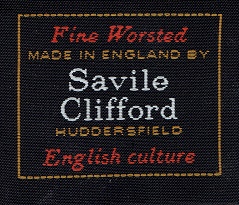 Fine Worsted
MADE IN ENGLAND BY
Savile
Clifford
HUDDERSFIELD
English culture